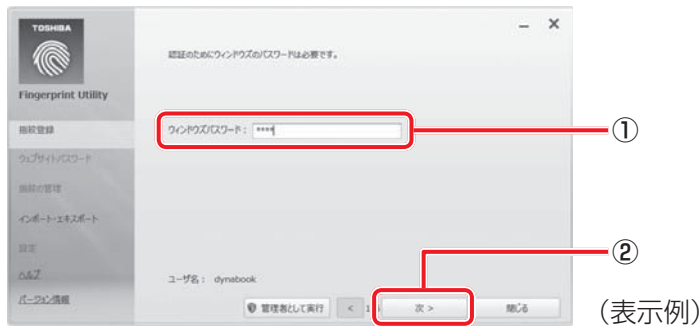 TOSHIBA
Fingerprint Utility
指紋登録
ウェブサイトパスワード
指紋の管理
インポート・エキスポート
設定
ヘルプ
バージョン情報
認証のためにウィンドウズのパスワードは必要です。
ウィンドウズパスワード： ****
①
②
ユーザ名： dynabook
管理者として実行 < 次 > 閉じる
（表示例）